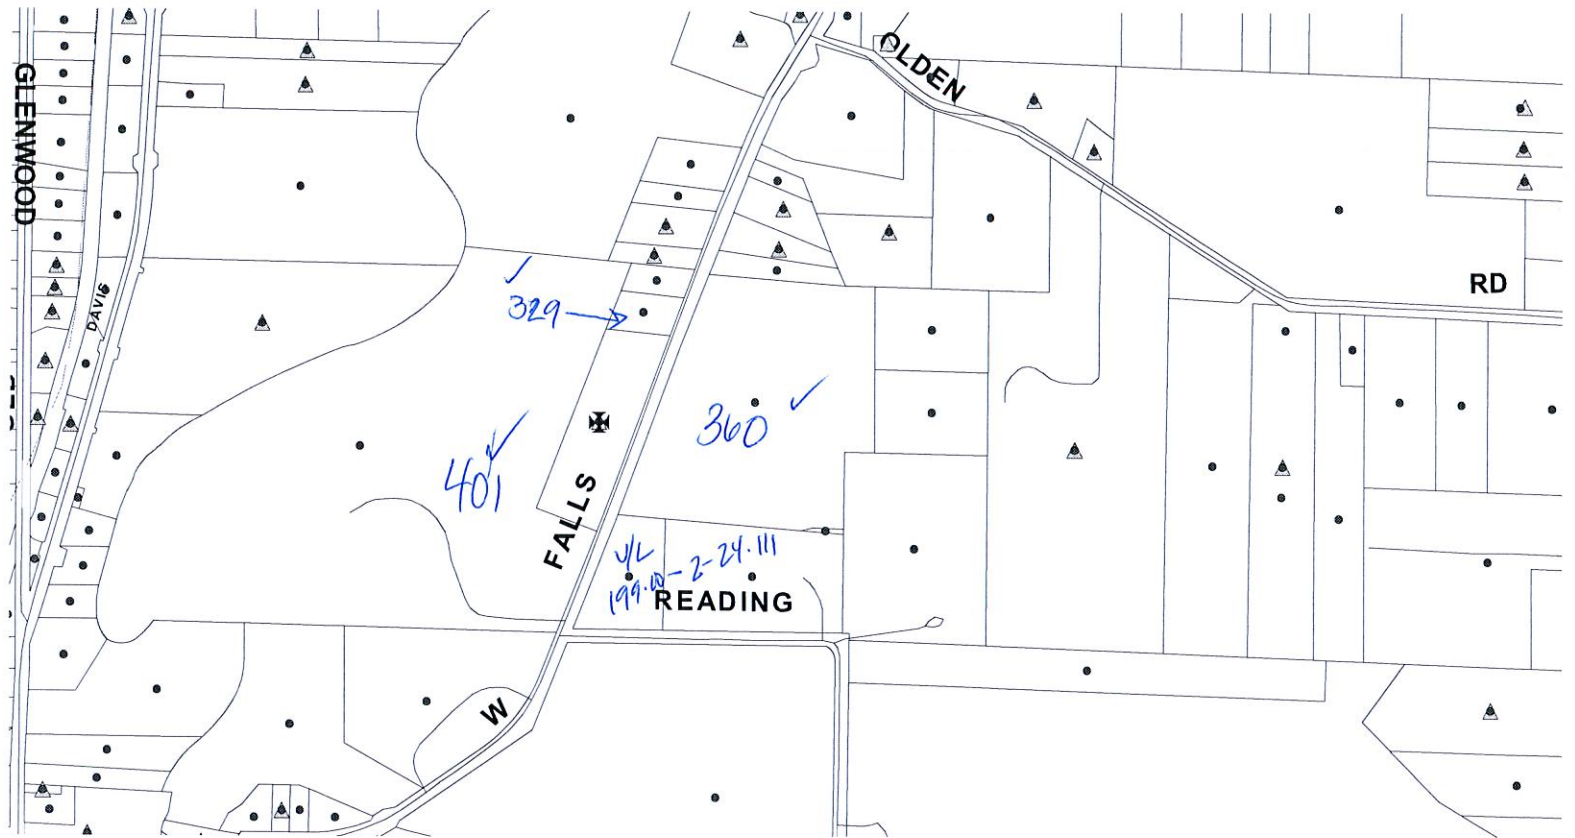 GLENWOOD
OLDEN
RD
DAVIS
✓
329
360 ✓
401 ✓
FALLS
V/L
199.10-2-24.111
READING
W